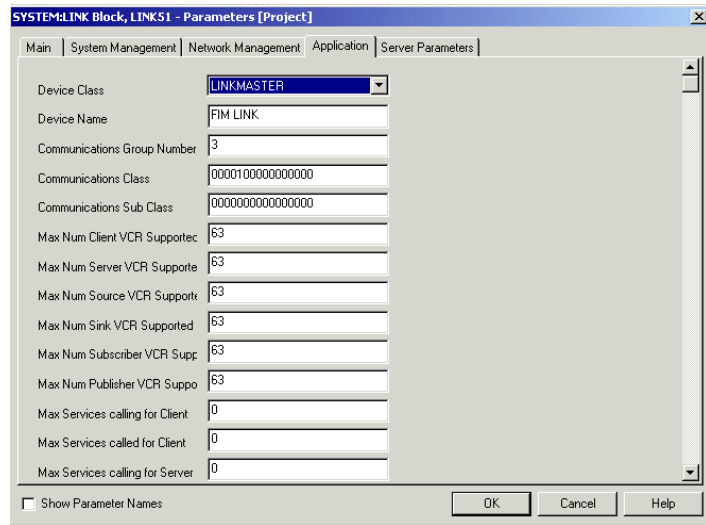 SYSTEM:LINK Block, LINK51 - Parameters [Project]
Main System Management Network Management Application Server Parameters
Device Class LINKMASTER
Device Name FIM LINK
Communications Group Number 3
Communications Class 0000100000000000
Communications Sub Class 0000000000000000
Max Num Client VCR Supportec 63
Max Num Server VCR Supporte 63
Max Num Source VCR Supporte 63
Max Num Sink VCR Supported 63
Max Num Subscriber VCR Supp 63
Max Num Publisher VCR Suppo 63
Max Services calling for Client 0
Max Services called for Client 0
Max Services calling for Server 0
Show Parameter Names OK Cancel Help